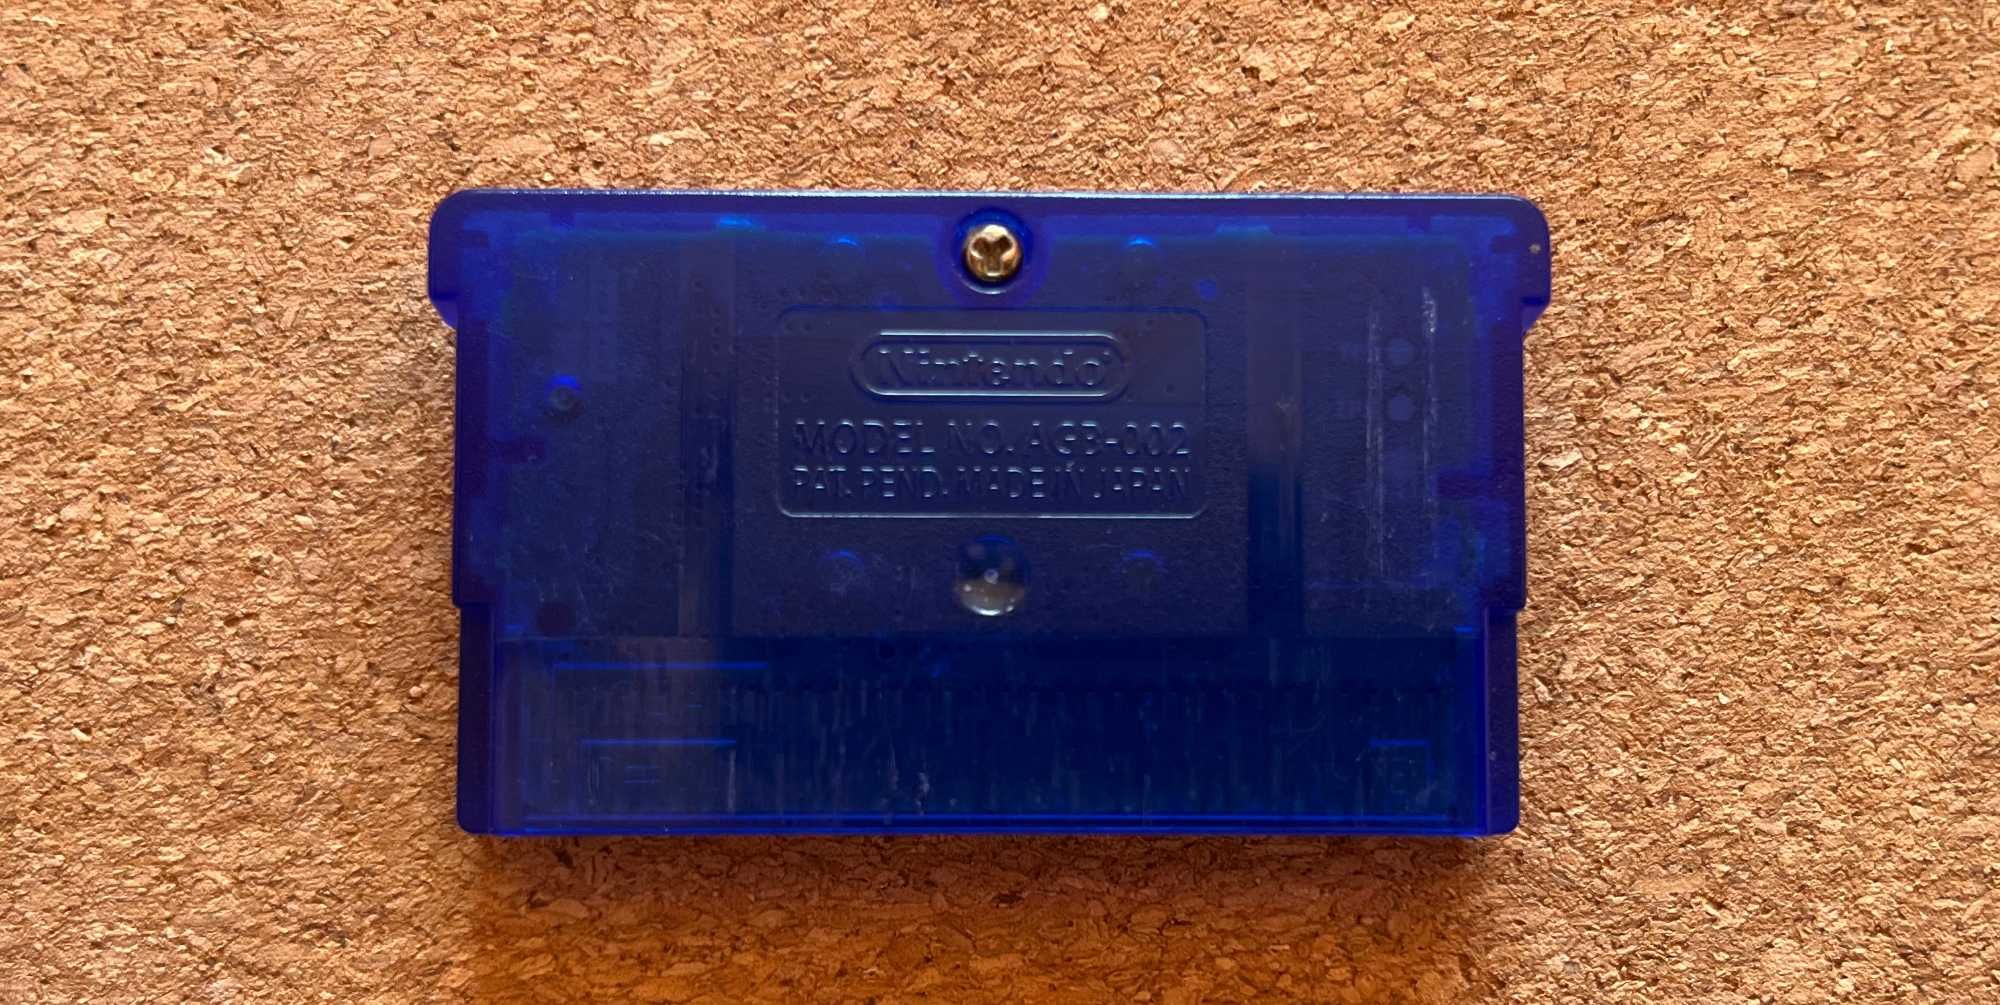 Nintendo
MODEL NO. AGB-002
PAT. PEND. MADE IN JAPAN